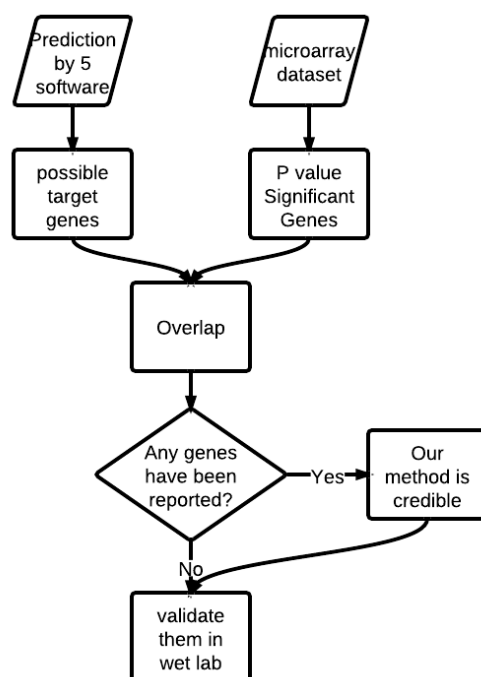 Prediction
by 5
software
microarray
dataset
possible
target
genes
P value
Significant
Genes
Overlap
Any genes
have been
reported?
Yes
Our
method is
credible
No
validate
them in
wet lab